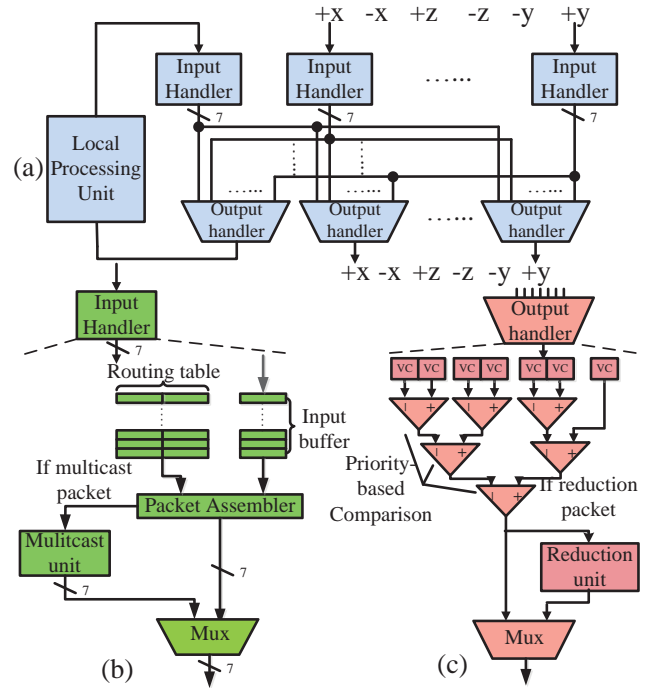 +x -x +z -z -y +y
Input Handler
Input Handler
...... 
Input Handler
7
7
7
Local Processing Unit
(a)
......
......
......
Output handler
Output handler
......
Output handler
+x -x +z -z -y +y
Input Handler
7
Output handler
Routing table
Input buffer
VC VC VC VC VC VC VC
- + - + - +
- + - +
- +
If multicast packet
Packet Assembler
Priority-based Comparison
If reduction packet
Mulitcast unit
7
7
Reduction unit
Mux
7
Mux
(b)
(c)